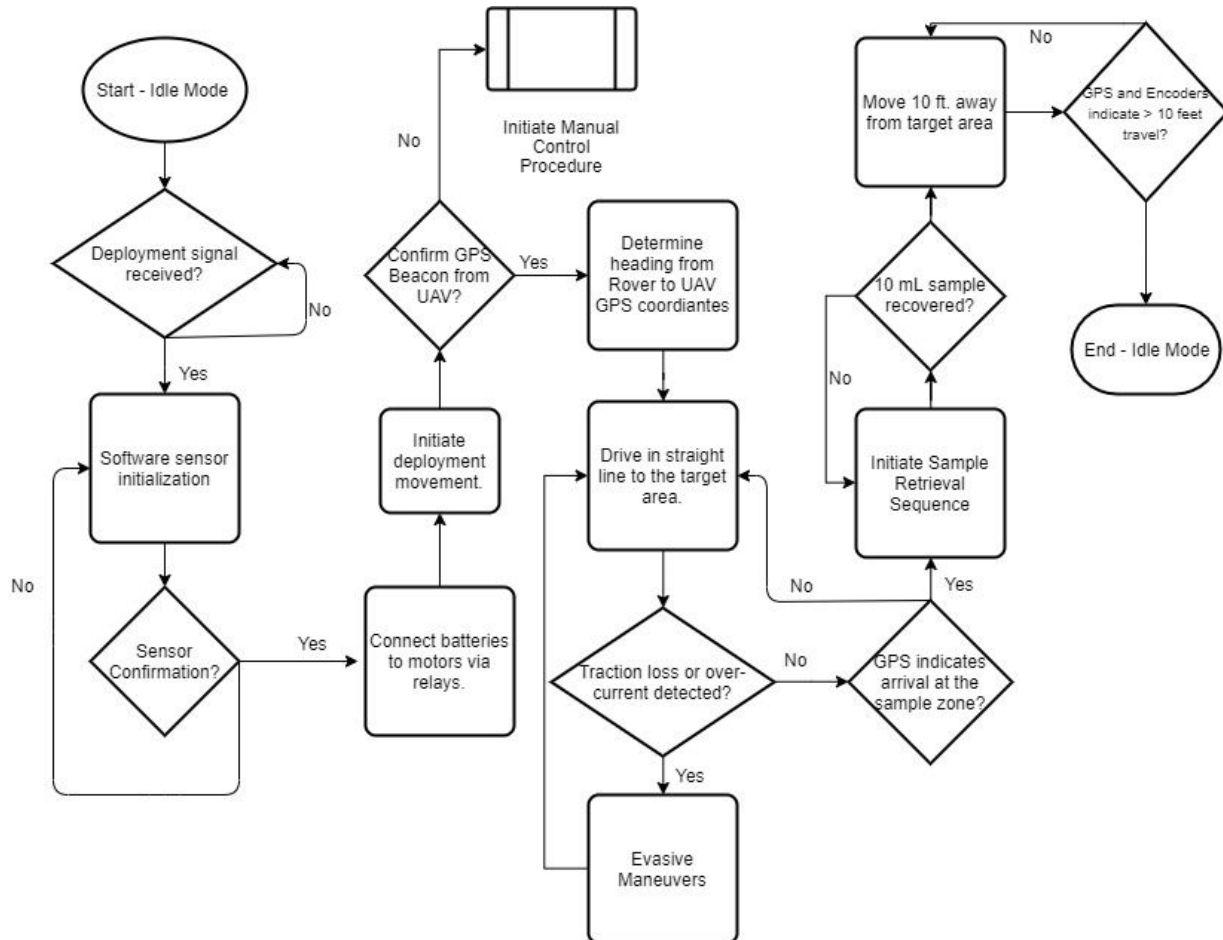 Start - Idle Mode
Deployment signal
received?
No
Yes
Software sensor
initialization
No
Sensor
Confirmation?
Yes
Connect batteries
to motors via
relays.
Initiate
deployment
movement.
Confirm GPS
Beacon from
UAV?
No
Initiate Manual
Control
Procedure
Yes
Determine
heading from
Rover to UAV
GPS coordiantes
Drive in straight
line to the target
area.
Traction loss or over-
current detected?
Yes
Evasive
Maneuvers
No
GPS indicates
arrival at the
sample zone?
No
Yes
Initiate Sample
Retrieval
Sequence
10 mL sample
recovered?
No
Move 10 ft. away
from target area
GPS and Encoders
indicate > 10 feet
travel?
No
End - Idle Mode